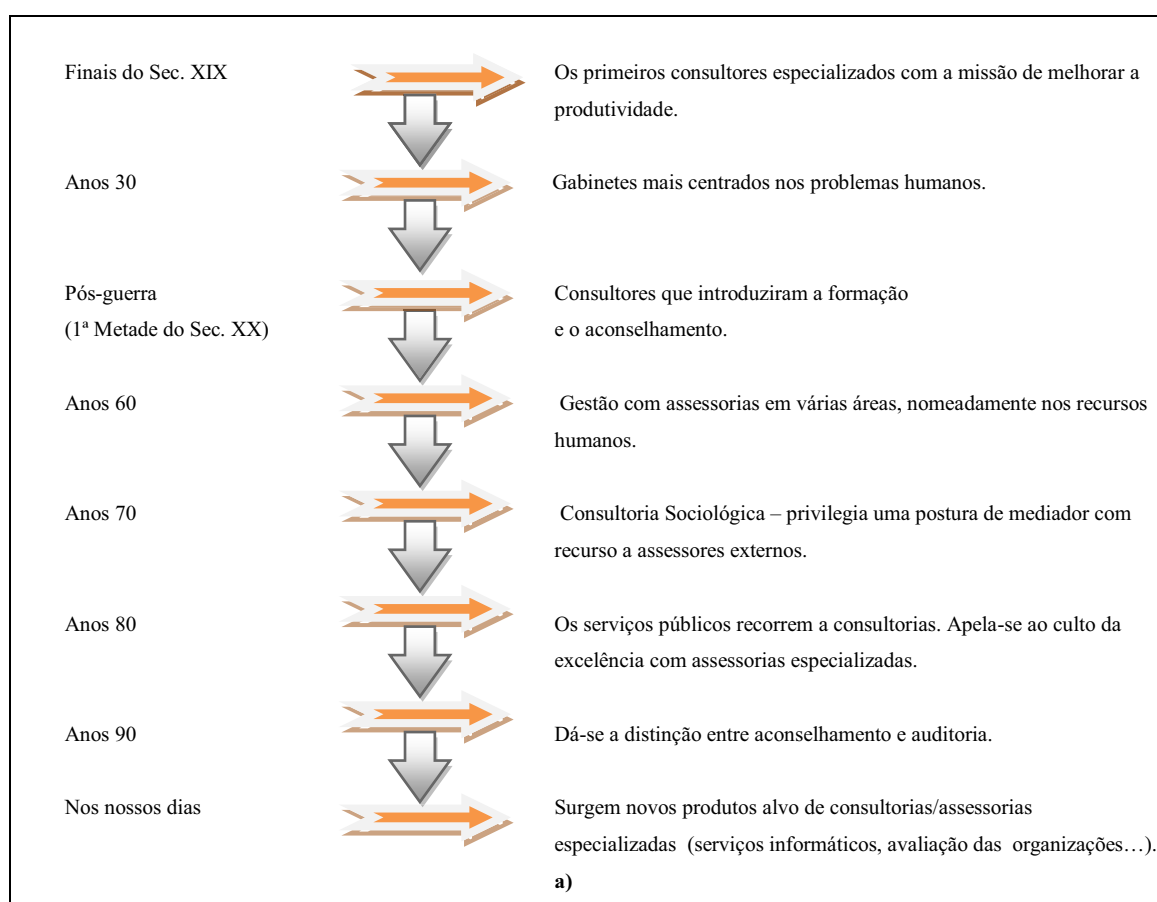 Finais do Sec. XIX
Os primeiros consultores especializados com a missão de melhorar a
produtividade.
Anos 30
Gabinetes mais centrados nos problemas humanos.
Pós-guerra
(1ª Metade do Sec. XX)
Consultores que introduziram a formação
e o aconselhamento.
Anos 60
Gestão com assessorias em várias áreas, nomeadamente nos recursos
humanos.
Anos 70
Consultoria Sociológica – privilegia uma postura de mediador com
recurso a assessores externos.
Anos 80
Os serviços públicos recorrem a consultorias. Apela-se ao culto da
excelência com assessorias especializadas.
Anos 90
Dá-se a distinção entre aconselhamento e auditoria.
Nos nossos dias
Surgem novos produtos alvo de consultorias/assessorias
especializadas (serviços informáticos, avaliação das organizações…).
a)